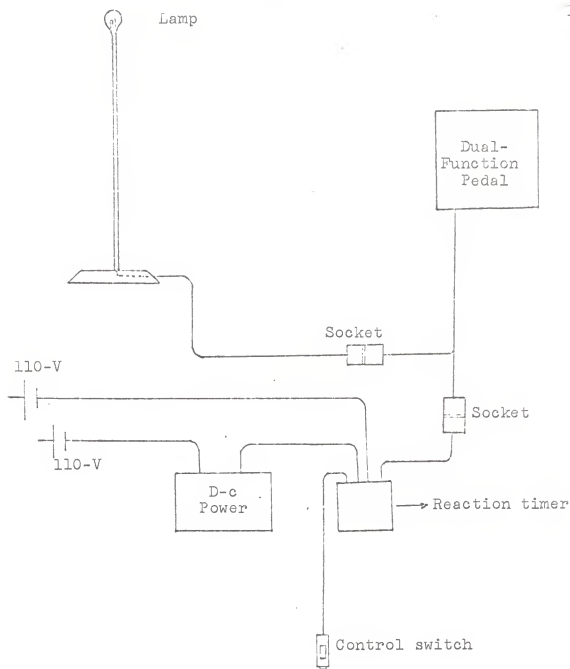 Lamp
Dual-
Function
Pedal
Socket
110-V
Socket
110-V
D-c
Power
Reaction timer
Control switch